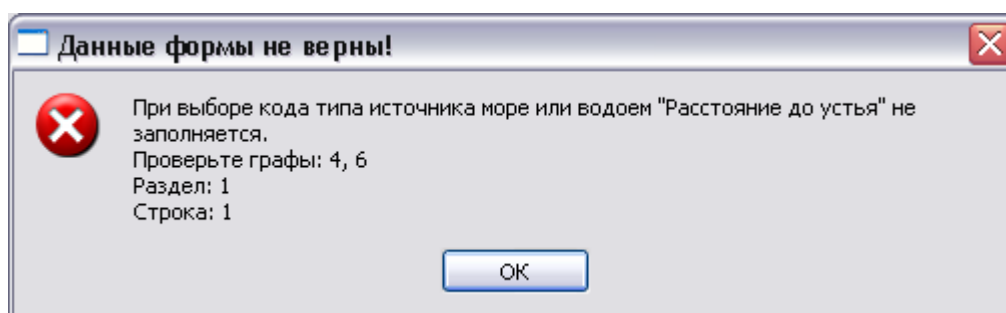 Данные формы не верны!
При выборе кода типа источника море или водоем "Расстояние до устья" не
заполняется.
Проверьте графы: 4, 6
Раздел: 1
Строка: 1
ОК